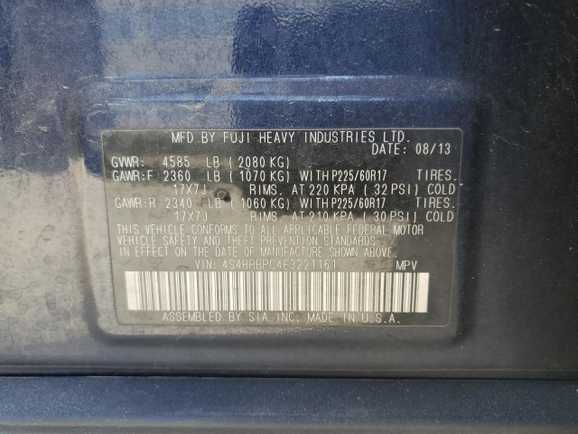 MFD.BY FUJI HEAVY INDUSTRIES LTD.
DATE: 08/13
GVWR: 4585 LB (2080 KG)
GAWR:F 2360 LB (1070 KG) WITH P225/60R17 TIRES.
17X7J RIMS. AT 220 KPA (32 PSI) COLD
GAWR:R 2340 LB (1060 KG) WITH P225/60R17 TIRES.
17X7J RIMS. AT 210 KPA (30 PSI) COLD
THIS VEHICLE CONFORMS TO ALL APPLICABLE FEDERAL MOTOR
VEHICLE SAFETY AND THEFT PREVENTION STANDARDS
IN EFFECT ON THE DATE OF MANUFACTURE SHOWN ABOVE.
VIN: MPV
ASSEMBLED BY S.I.A. INC. MADE IN U.S.A.